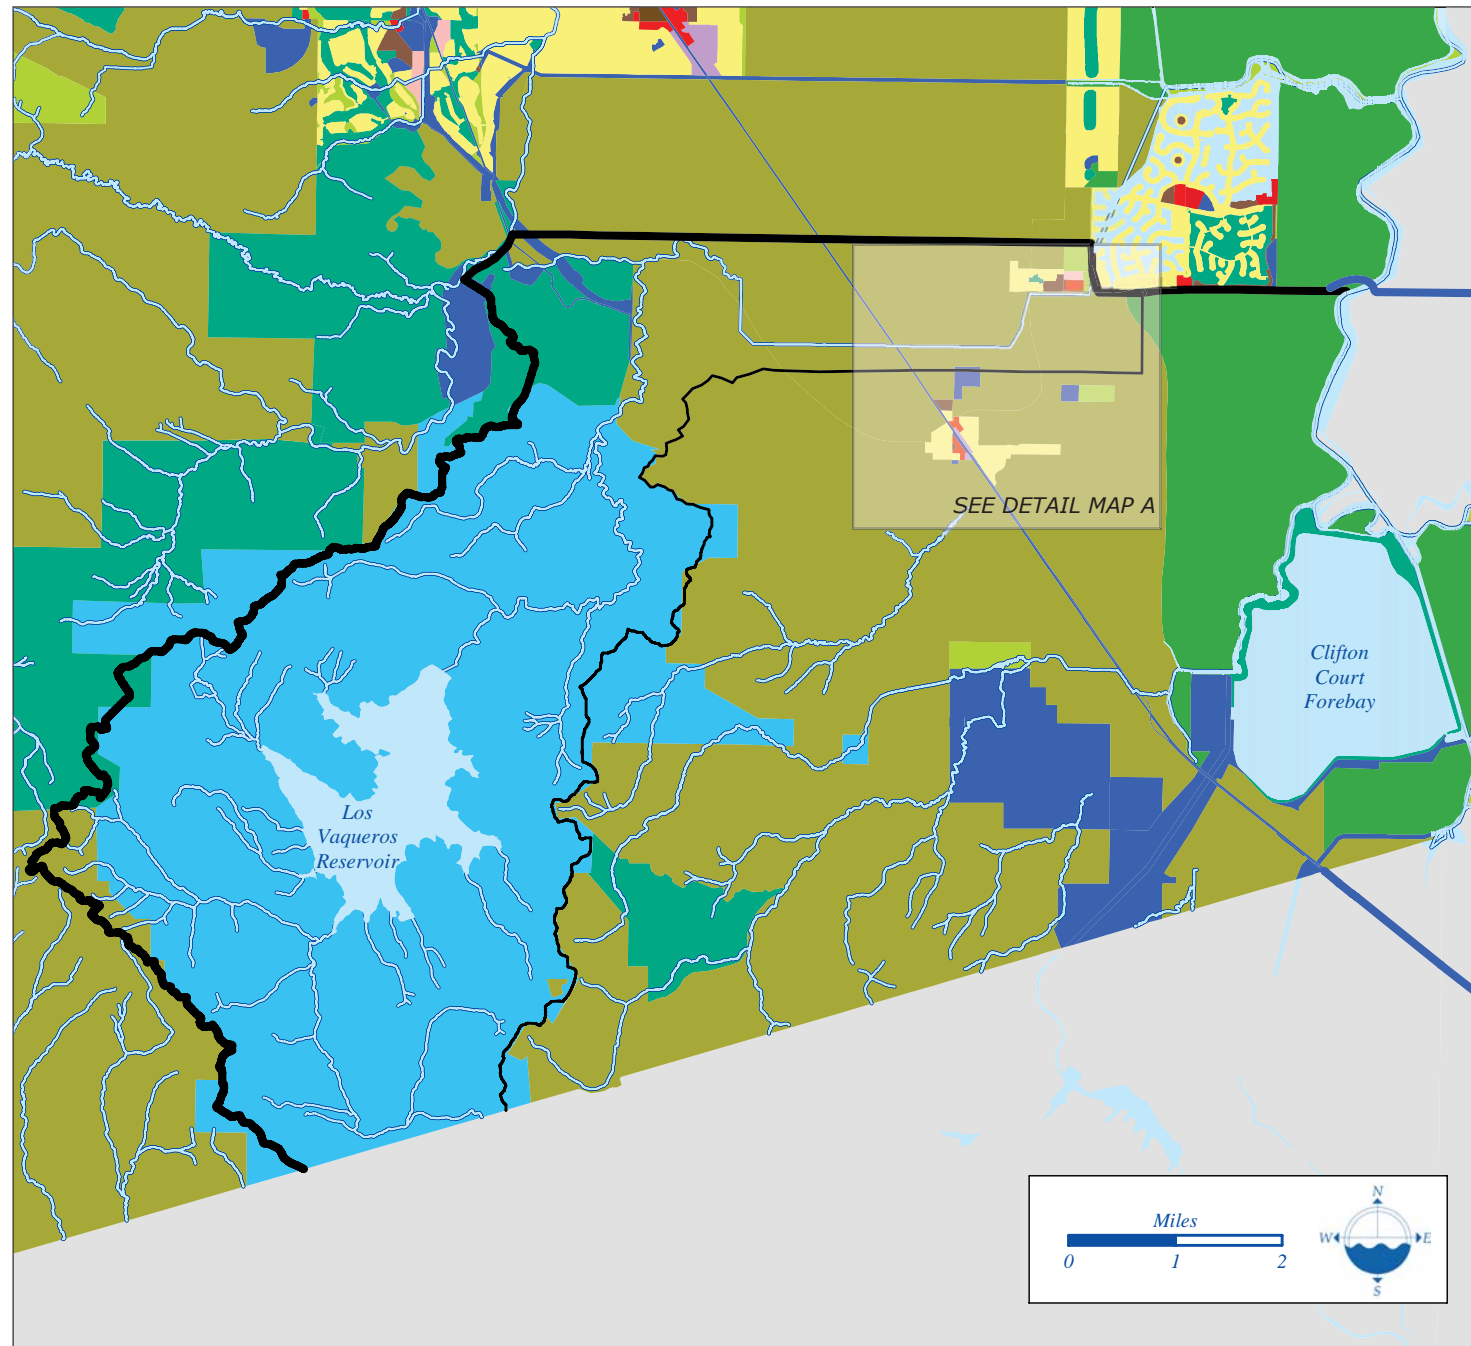 SEE DETAIL MAP A
Clifton
Court
Forebay
Los
Vaqueros
Reservoir
Miles
0 1 2
N
W E
S